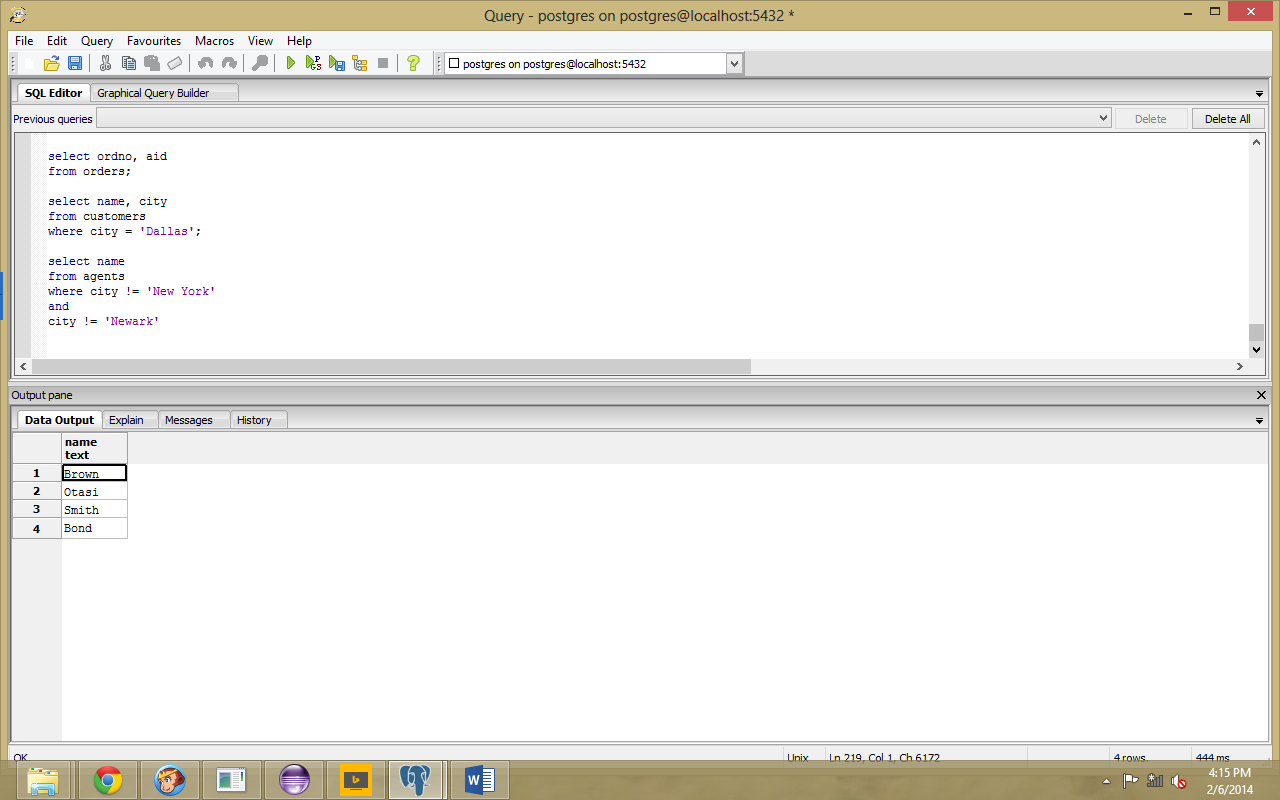 Query - postgres on postgres@localhost:5432 *
File Edit Query Favourites Macros View Help
postgres on postgres@localhost:5432
SQL Editor Graphical Query Builder
Previous queries Delete Delete All
select ordno, aid
from orders;
select name, city
from customers
where city = 'Dallas';
select name
from agents
where city != 'New York'
and
city != 'Newark'
Output pane
Data Output Explain Messages History
name
text
1 Brown
2 Otasi
3 Smith
4 Bond
OK Unix Ln 219, Col 1, Ch 6172 4 rows. 444 ms
4:15 PM
2/6/2014